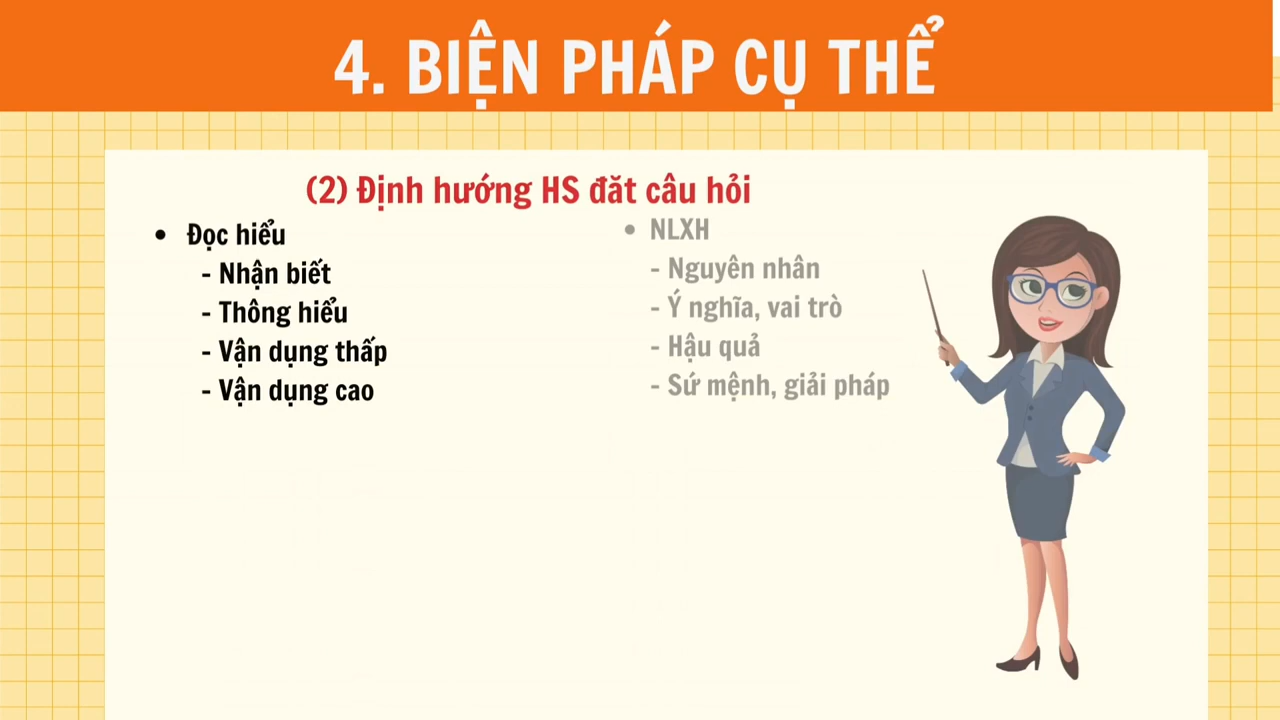 4. BIỆN PHÁP CỤ THỂ
(2) Định hướng HS đăt câu hỏi
• Đọc hiểu
- Nhận biết
- Thông hiểu
- Vận dụng thấp
- Vận dụng cao
• NLXH
- Nguyên nhân
- Ý nghĩa, vai trò
- Hậu quả
- Sứ mệnh, giải pháp